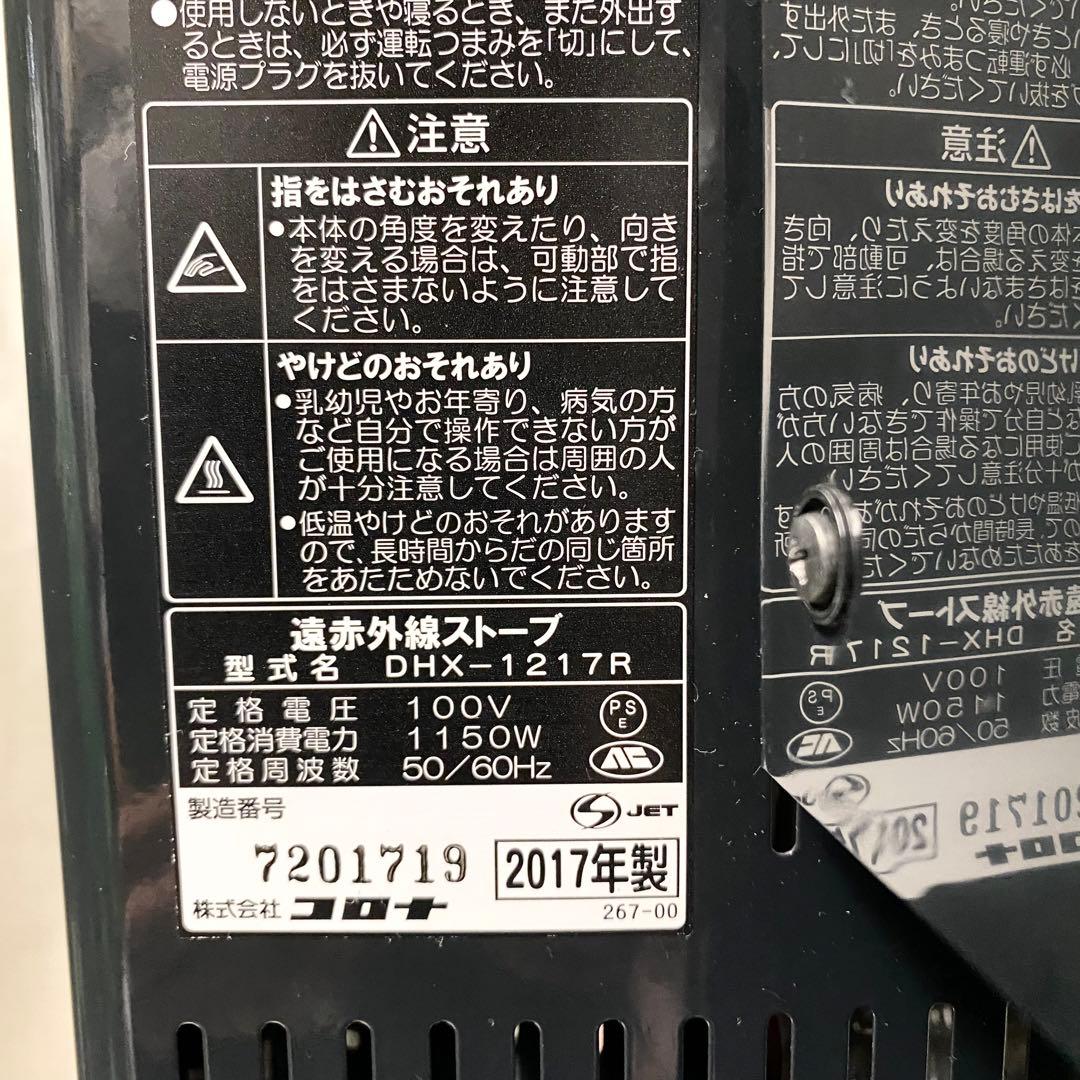 ●使用しないときや寝るとき、また外出す
るときは、必ず運転つまみを「切」にして、
電源プラグを抜いてください。
注意
指をはさむおそれあり
●本体の角度を変えたり、向き
を変える場合は、可動部で指
をはさまないように注意して
ください。
やけどのおそれあり
●乳幼児やお年寄り、病気の方
など自分で操作できない方が
ご使用になる場合は周囲の人
が十分注意してください。
●低温やけどのおそれがあります
ので、長時間からだの同じ箇所
をあたためないでください。
遠赤外線ストーブ
型式名 DHX-1217R
定格電圧 100V
定格消費電力 1150W
定格周波数 50/60Hz
PS
E
製造番号
S JET
7201719 2017年製
株式会社 コロナ 267-00